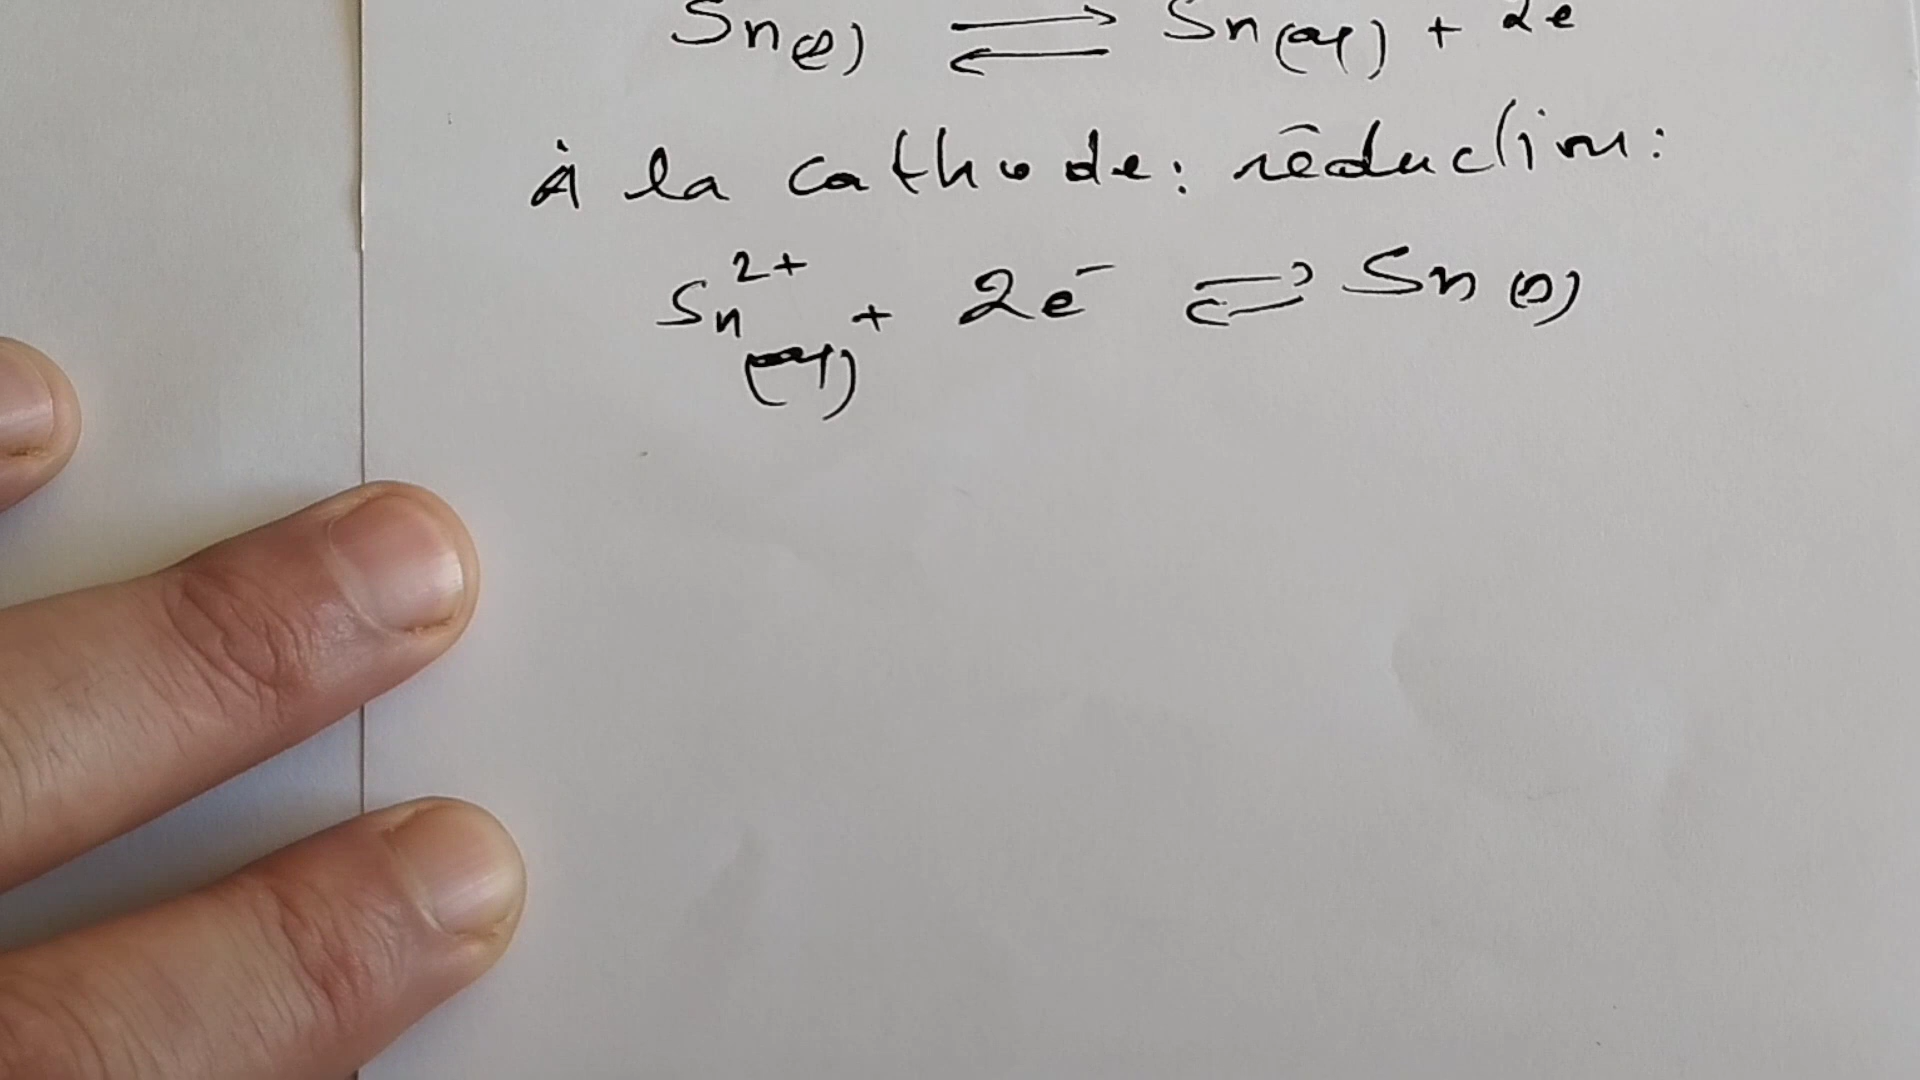 Sn(s) ⇌ Sn(aq) + 2e
À la cathode : réduction :
Sn²⁺(aq) + 2e⁻ ⇌ Sn(s)